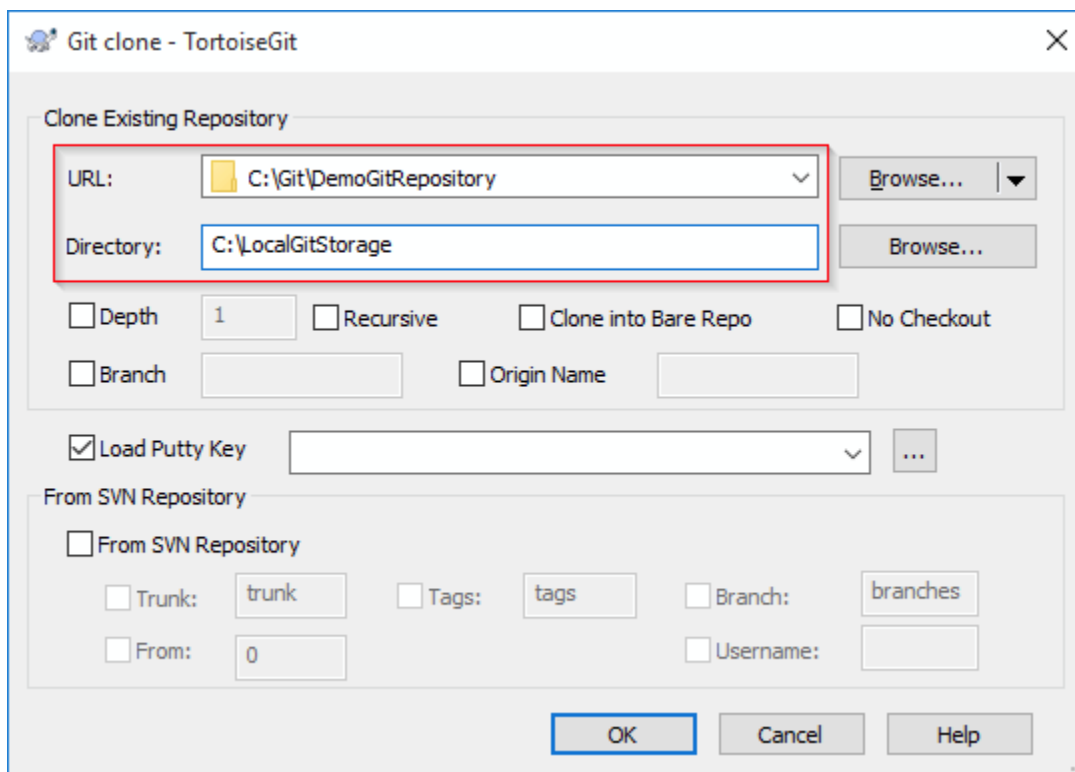 Git clone - TortoiseGit
Clone Existing Repository
URL: C:\Git\DemoGitRepository Browse...
Directory: C:\LocalGitStorage Browse...
Depth 1 Recursive Clone into Bare Repo No Checkout
Branch Origin Name
Load Putty Key ...
From SVN Repository
From SVN Repository
Trunk: trunk Tags: tags Branch: branches
From: 0 Username:
OK Cancel Help